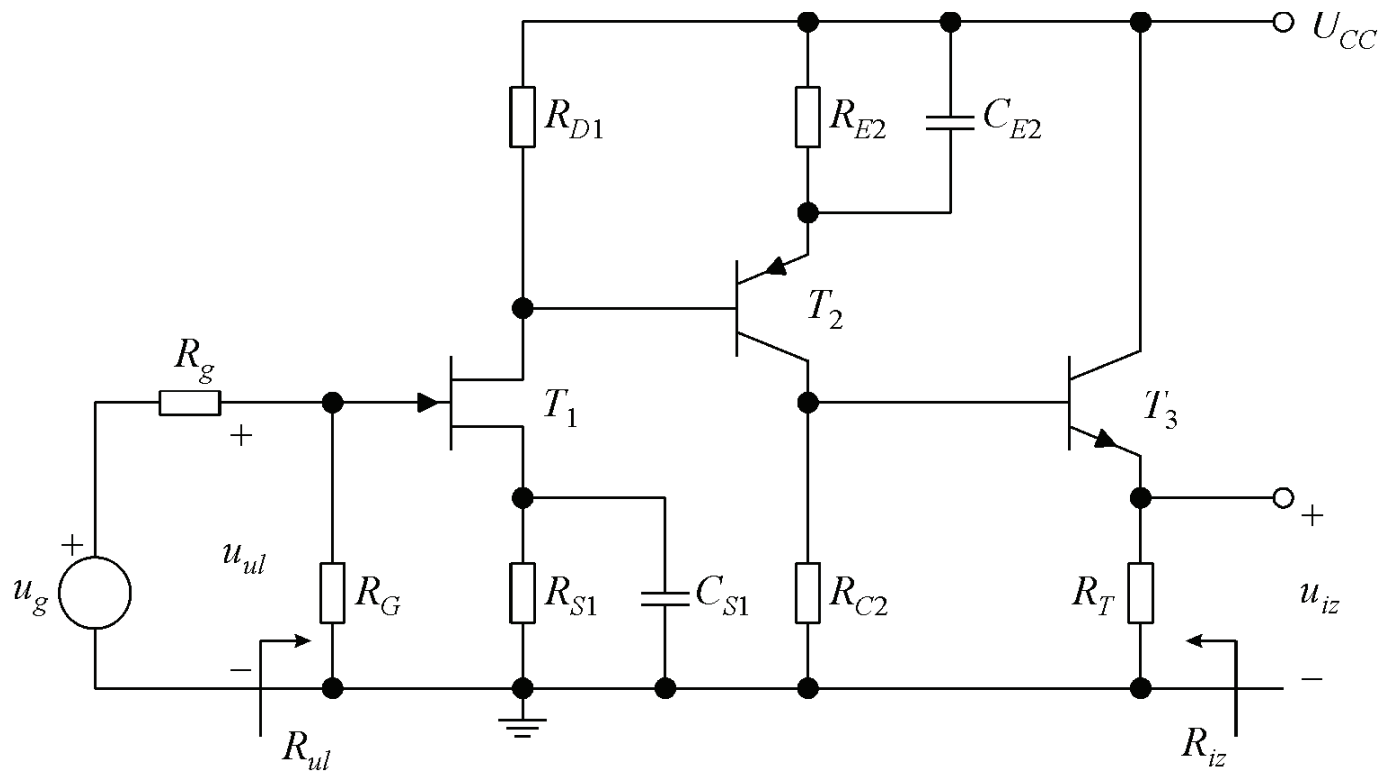 U_CC
R_D1
R_E2
C_E2
T_2
R_g
T_1
T_3
+
+
+
u_g
u_ul
R_G
R_S1
C_S1
R_C2
R_T
u_iz
−
−
R_ul
R_iz